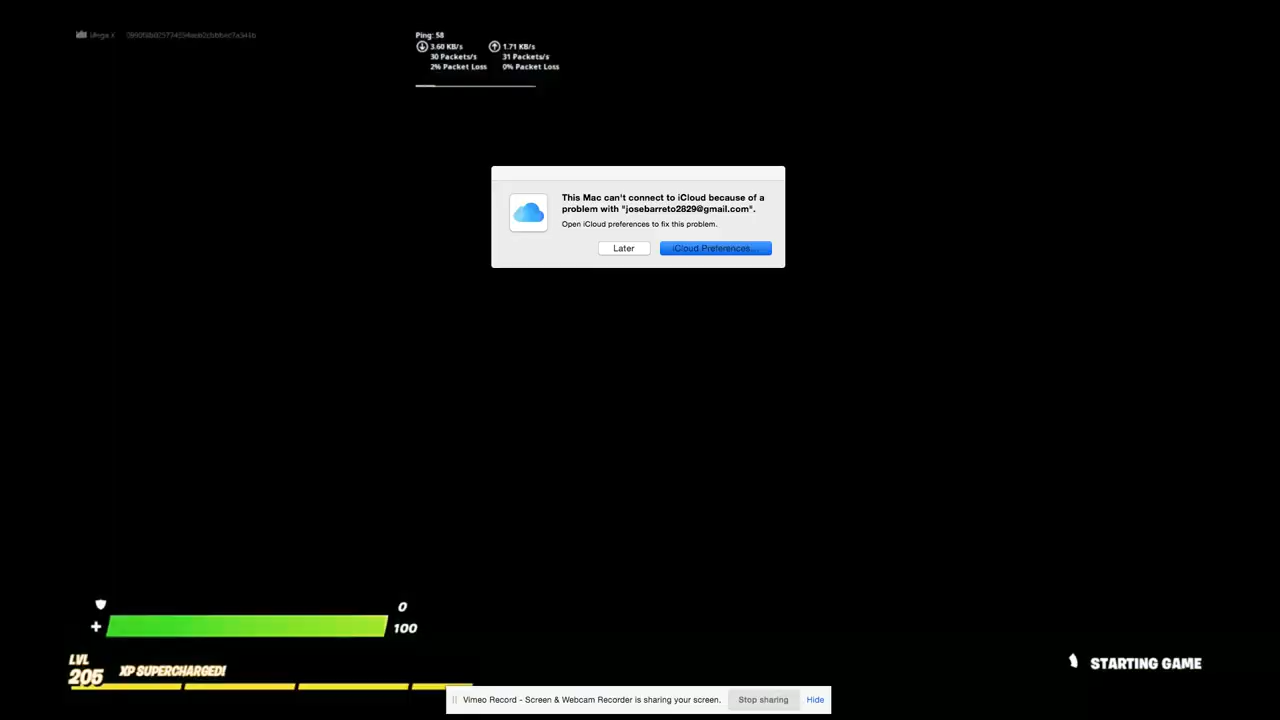 Ping: 58
3.60 KB/s 1.71 KB/s
30 Packets/s 31 Packets/s
2% Packet Loss 0% Packet Loss
This Mac can't connect to iCloud because of a
problem with "josebarreto2829@gmail.com".
Open iCloud preferences to fix this problem.
Later iCloud Preferences...
0
100
LVL
205 XP SUPERCHARGED!
STARTING GAME
Vimeo Record - Screen & Webcam Recorder is sharing your screen. Stop sharing Hide